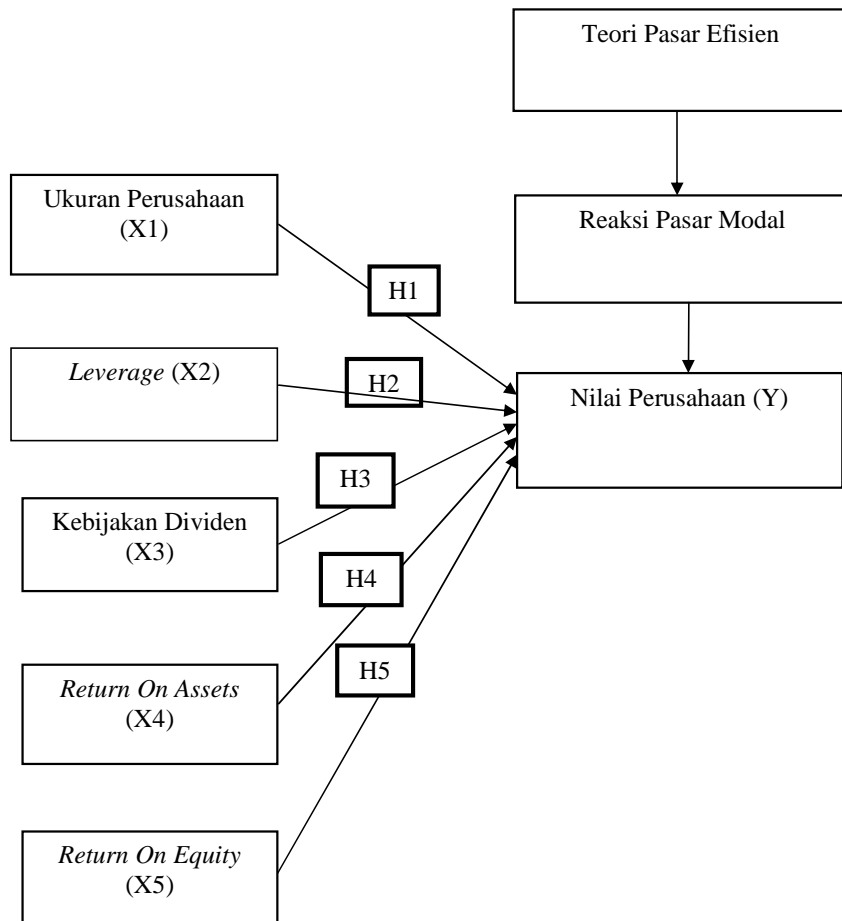 Teori Pasar Efisien
Ukuran Perusahaan
(X1)
Reaksi Pasar Modal
H1
Leverage (X2)
H2
Nilai Perusahaan (Y)
H3
Kebijakan Dividen
(X3)
H4
H5
Return On Assets
(X4)
Return On Equity
(X5)